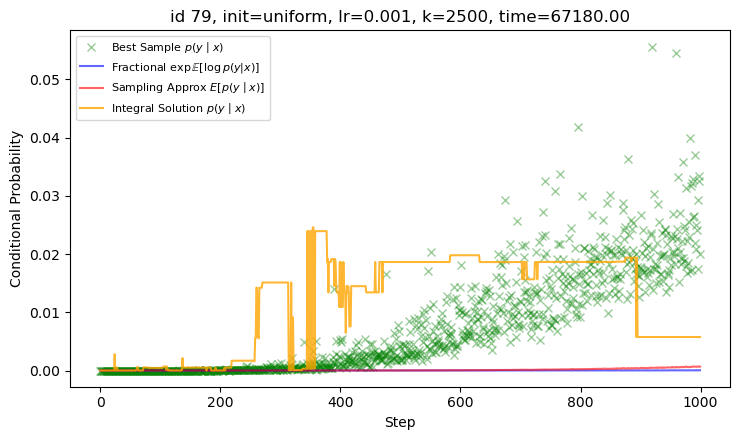 id 79, init=uniform, lr=0.001, k=2500, time=67180.00
Best Sample p(y | x)
Fractional exp𝔼[log p(y|x)]
Sampling Approx E[p(y | x)]
Integral Solution p(y | x)
Conditional Probability
0.05
0.04
0.03
0.02
0.01
0.00
0
200
400
600
800
1000
Step